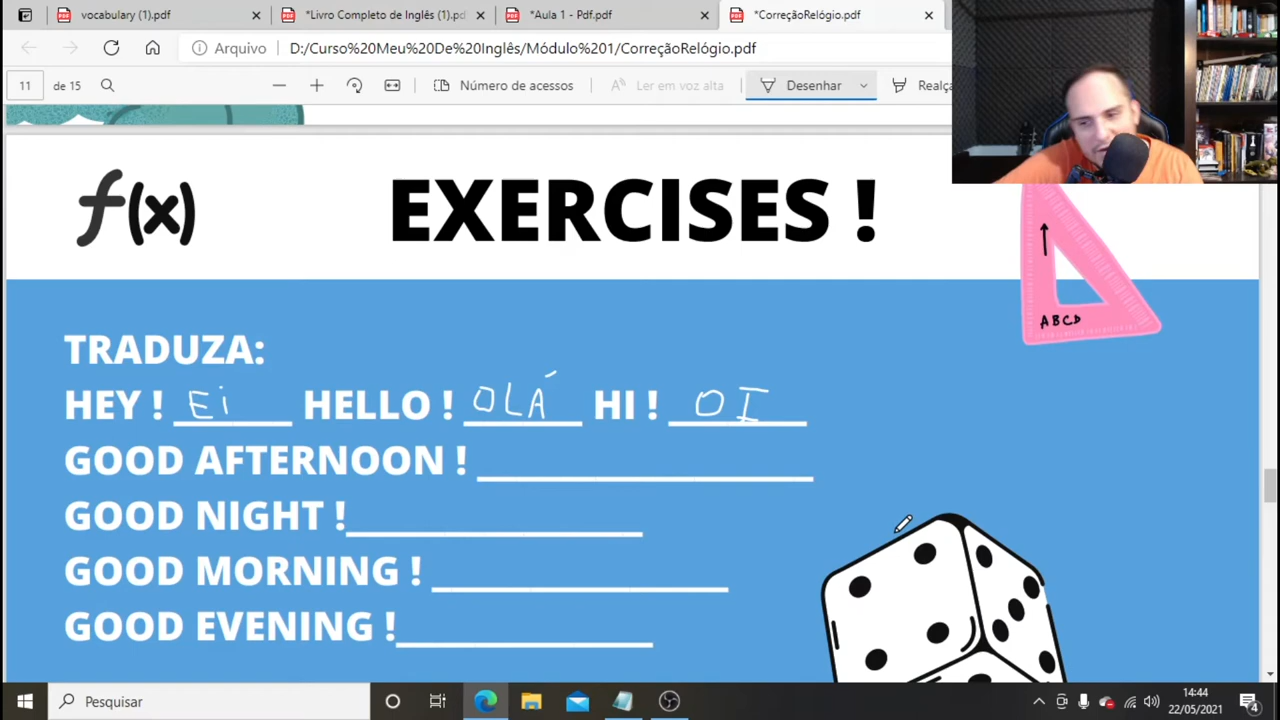 vocabulary (1).pdf
*Livro Completo de Inglês (1).pd
*Aula 1 - Pdf.pdf
*CorreçãoRelógio.pdf
Arquivo D:/Curso%20Meu%20De%20Inglês/Módulo%201/CorreçãoRelógio.pdf
11 de 15 Número de acessos Ler em voz alta Desenhar Realça
f(x) EXERCISES !
ABCD
TRADUZA:
HEY ! Ei HELLO ! OLÁ HI ! OI
GOOD AFTERNOON !
GOOD NIGHT !
GOOD MORNING !
GOOD EVENING !
Pesquisar
14:44
22/05/2021
4